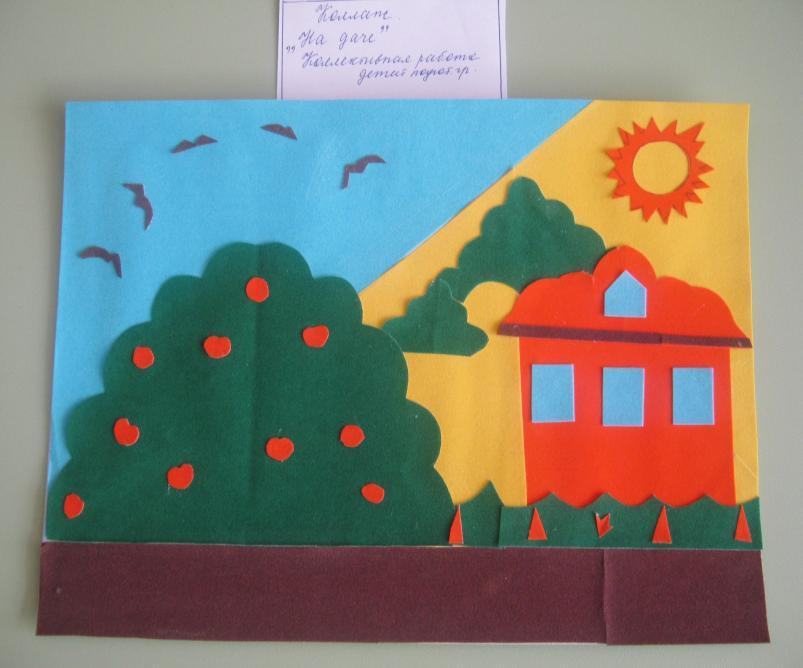 Коллаж.
„На даче”
Коллективная работа
детей подгот. гр.